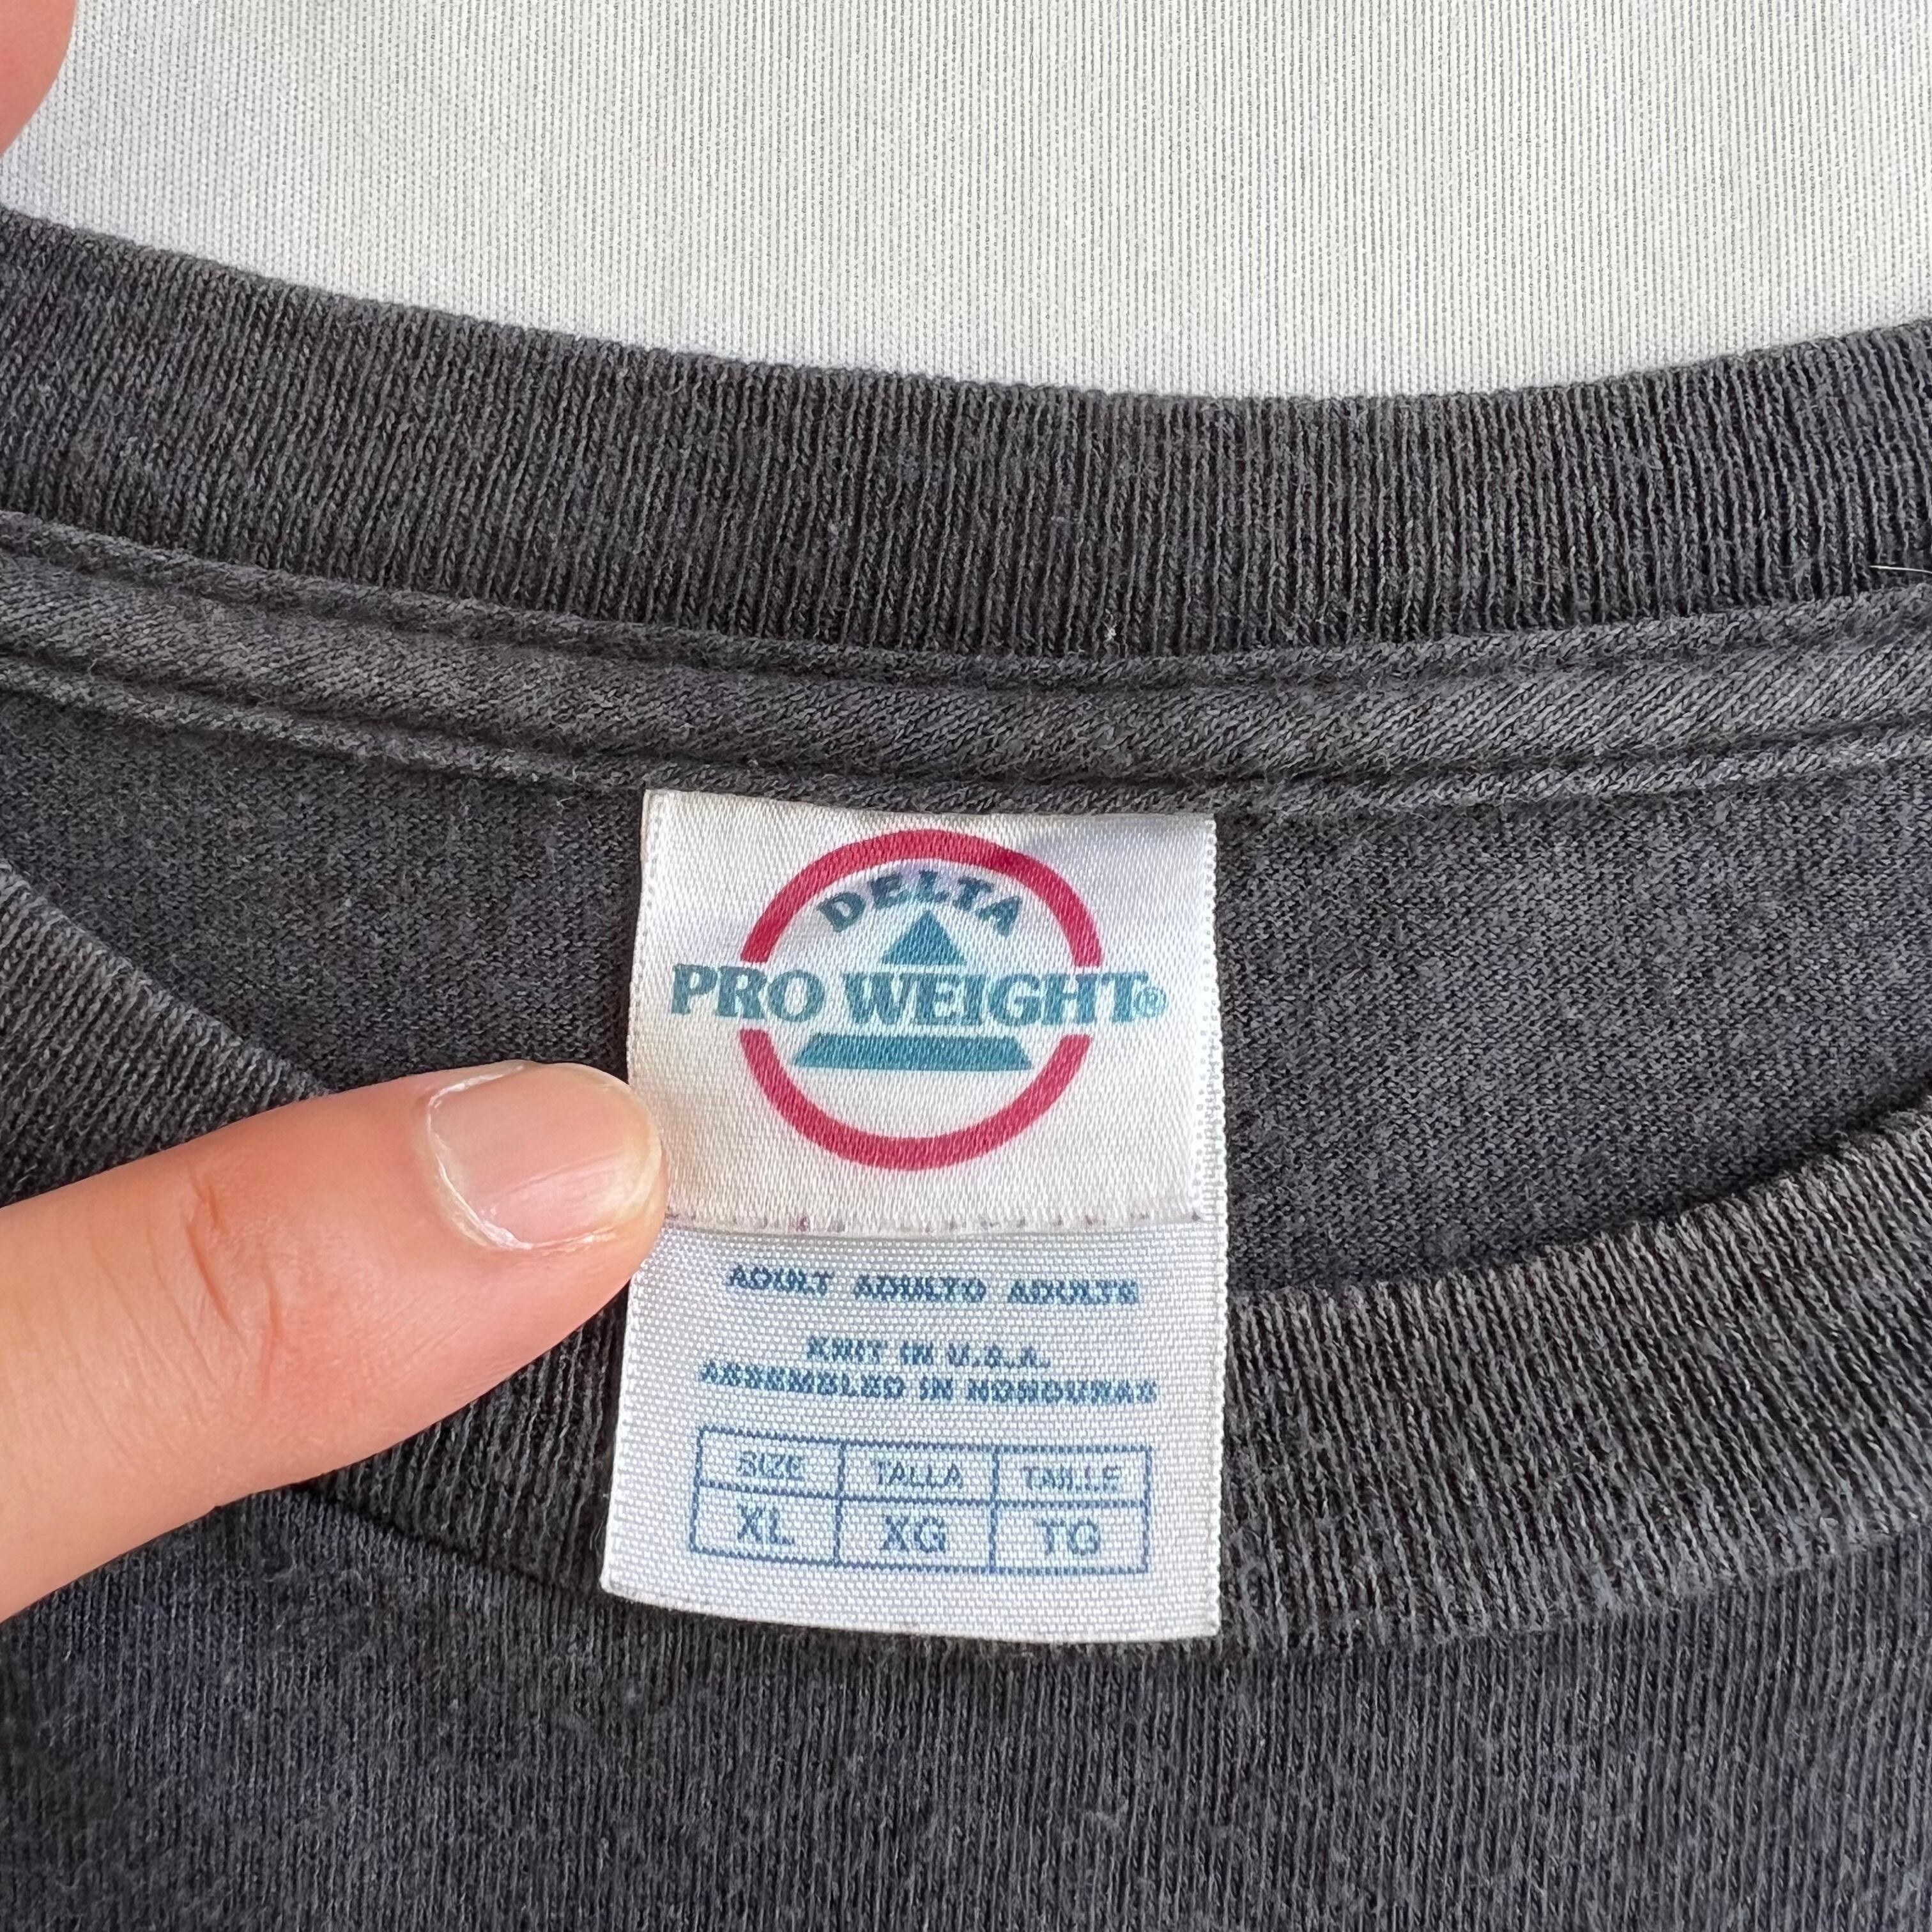 DELTA
PRO WEIGHT®
ADULT ADULTO ADULTE
KNIT IN U.S.A.
ASSEMBLED IN HONDURAS
SIZE TALLA TAILLE
XL XG TG